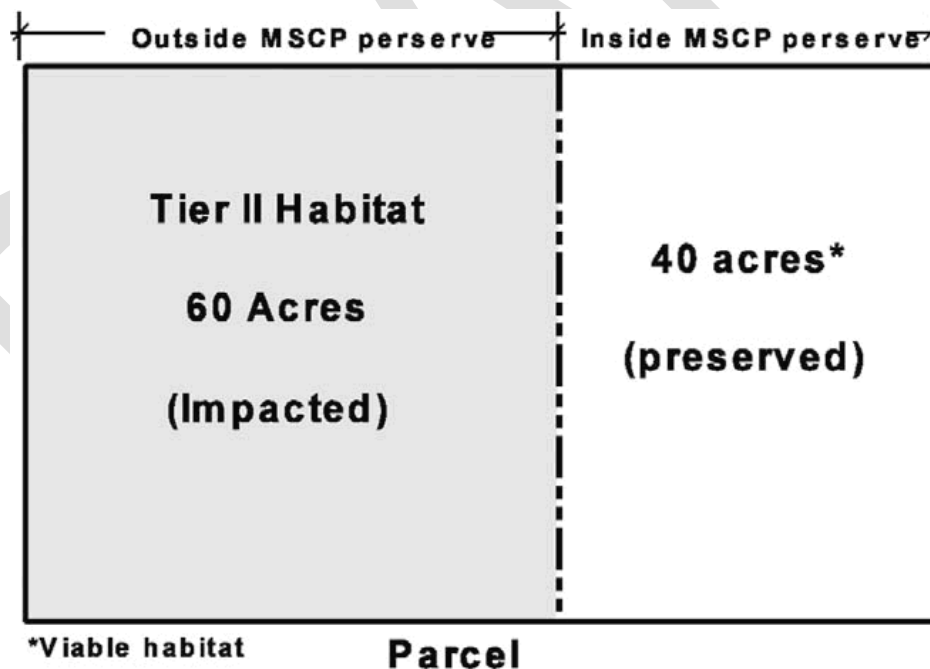 Outside MSCP perserve
Inside MSCP perserve
Tier II Habitat
60 Acres
(Impacted)
40 acres*
(preserved)
*Viable habitat
Parcel